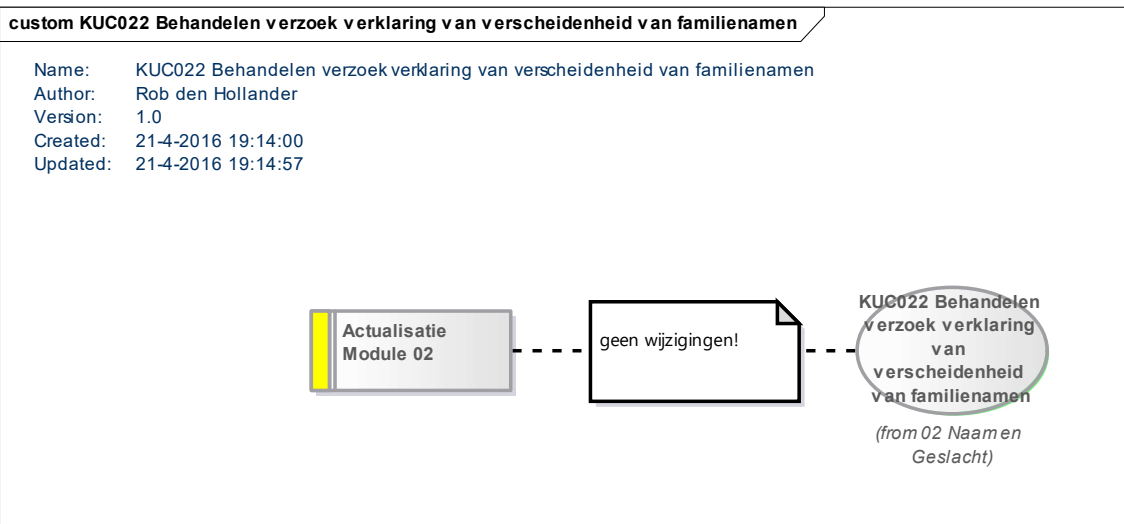 custom KUC022 Behandelen verzoek verklaring van verscheidenheid van familienamen
Name: KUC022 Behandelen verzoek verklaring van verscheidenheid van familienamen
Author: Rob den Hollander
Version: 1.0
Created: 21-4-2016 19:14:00
Updated: 21-4-2016 19:14:57
Actualisatie
Module 02
geen wijzigingen!
KUC022 Behandelen
verzoek verklaring
van
verscheidenheid
van familienamen
(from 02 Naam en
Geslacht)